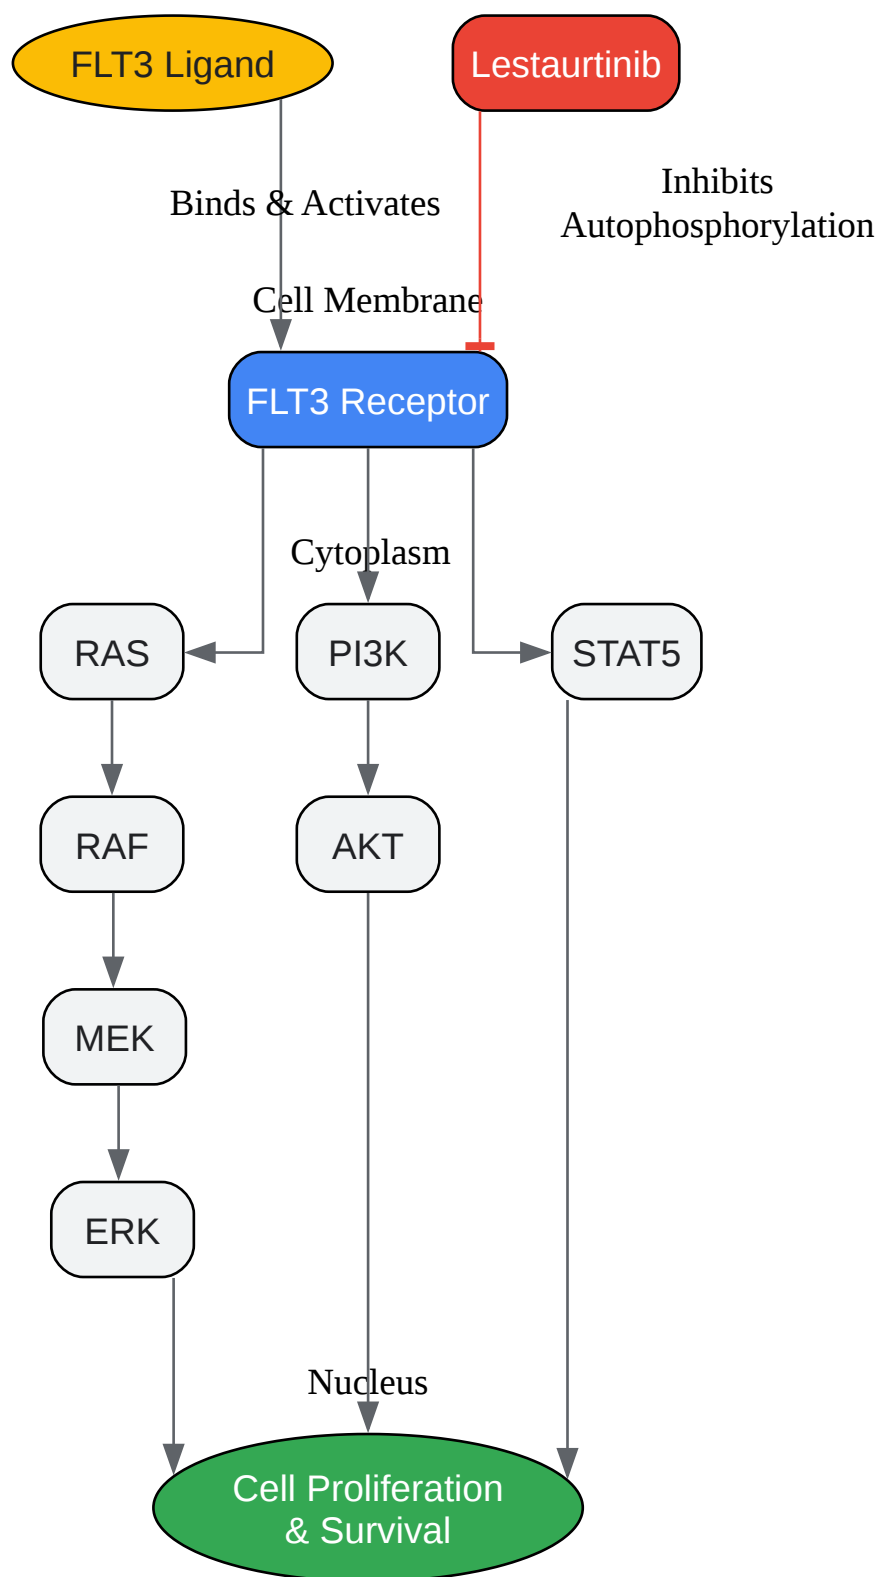 FLT3 Ligand
Lestaurtinib
Binds & Activates
Inhibits
Autophosphorylation
Cell Membrane
FLT3 Receptor
Cytoplasm
RAS
PI3K
STAT5
RAF
AKT
MEK
ERK
Nucleus
Cell Proliferation
& Survival